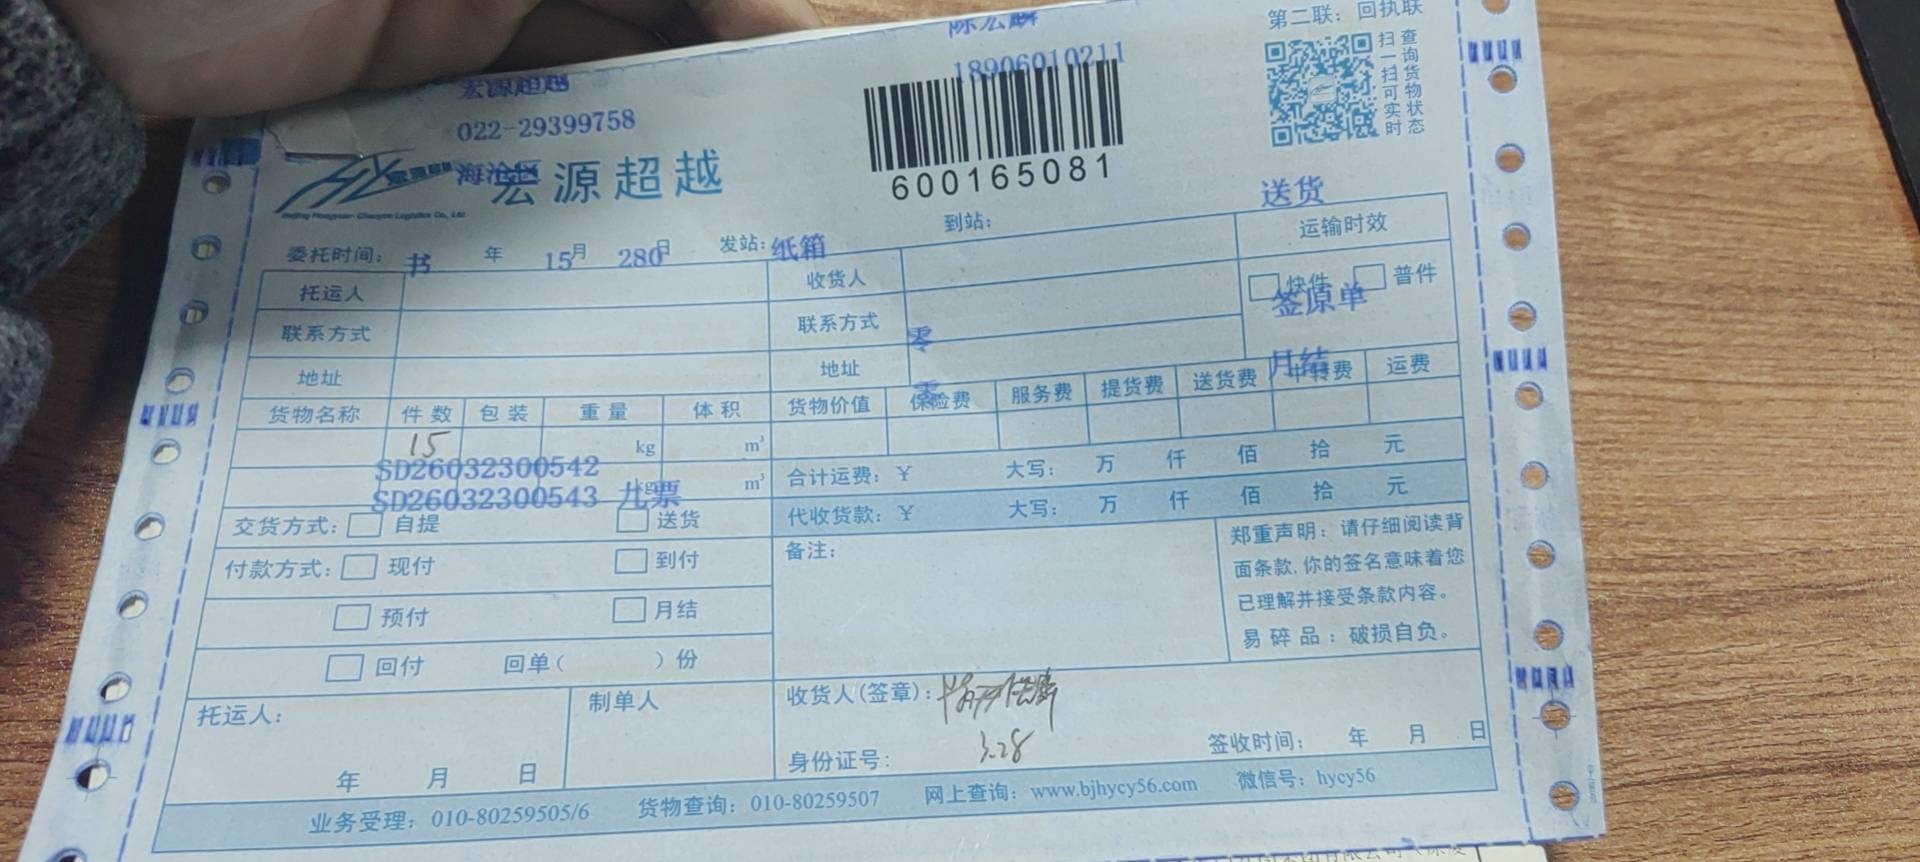 第二联：回执联
陈宏麟
18906010211
宏源超越
022-29399758
海沧区
宏源超越
Beijing Hongyuan Chaoyue Logistics Co., Ltd
600165081
查询货物状态
扫一扫可实时
送货
委托时间： 书 年 15 月 280 日 发站： 纸箱 到站：
托运人 收货人 运输时效
联系方式 联系方式 零 快件 普件
签原单
地址 地址 月结
货物名称 件数 包装 重量 体积 货物价值 保险费 零 服务费 提货费 送货费 中转费 运费
15 kg m³
SD26032300542
SD26032300543 kg m³
合计运费：￥ 大写： 万 仟 佰 拾 元
代收货款：￥ 大写： 万 仟 佰 拾 元
交货方式： 自提 送货
付款方式： 现付 到付
预付 月结
回付 回单（ ）份
备注：
郑重声明：请仔细阅读背
面条款,你的签名意味着您
已理解并接受条款内容。
易碎品：破损自负。
托运人： 制单人
年 月 日
收货人(签章)：
身份证号： 3.28 签收时间： 年 月 日
业务受理：010-80259505/6 货物查询：010-80259507 网上查询：www.bjhycy56.com 微信号：hycy56